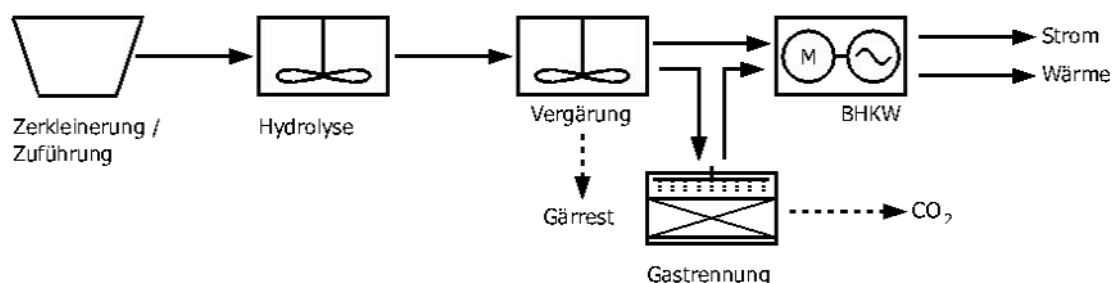 Zerkleinerung /
Zuführung
Hydrolyse
Vergärung
M
BHKW
Strom
Wärme
Gärrest
Gastrennung
CO₂